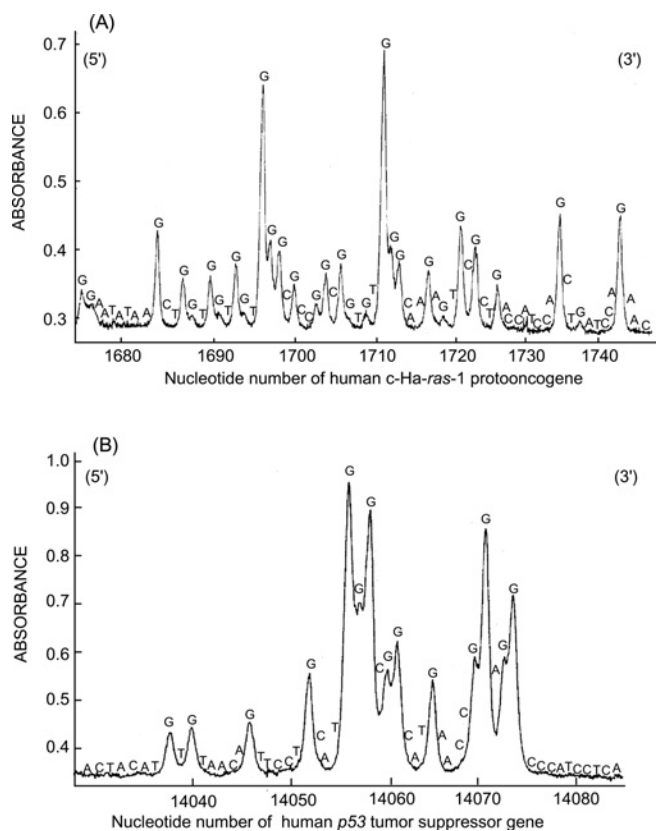 (A)
(5')
(3')
ABSORBANCE
0.7
0.6
0.5
0.4
0.3
G G A A T A T A A G C T G G T G G T G G T G G G C G C C G G C G G T G T G G G C A A G A G T G C G C T G A C C A T C C A G C T G A T C C A G A A C
1680 1690 1700 1710 1720 1730 1740
Nucleotide number of human c-Ha-ras-1 protooncogene
(B)
(5')
(3')
ABSORBANCE
1.0
0.9
0.8
0.7
0.6
0.5
0.4
A C T A C A T G T G T A A C A G T T C C T G C A T G G G C G G C A T G A A C C G G A G G C C C A T C C T C A
14040 14050 14060 14070 14080
Nucleotide number of human p53 tumor suppressor gene